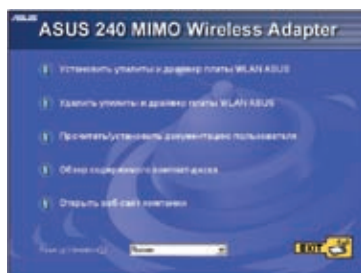 ASUS
ASUS 240 MIMO Wireless Adapter
Установить утилиты и драйвер платы WLAN ASUS
Удалить утилиты и драйвер платы WLAN ASUS
Прочитать/установить документацию пользователя
Обзор содержимого компакт-диска
Открыть веб-сайт компании
EXIT